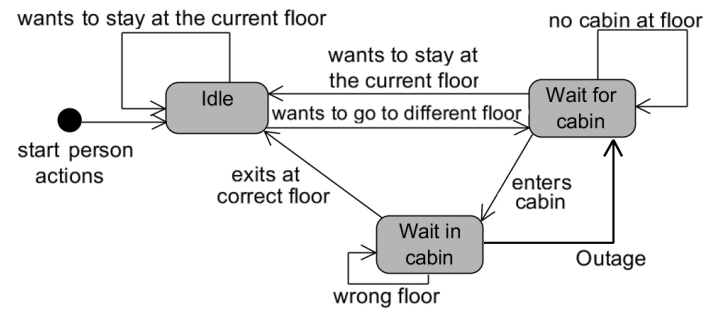 wants to stay at the current floor
no cabin at floor
wants to stay at
the current floor
Idle
Wait for
cabin
wants to go to different floor
start person
actions
exits at
correct floor
enters
cabin
Wait in
cabin
Outage
wrong floor